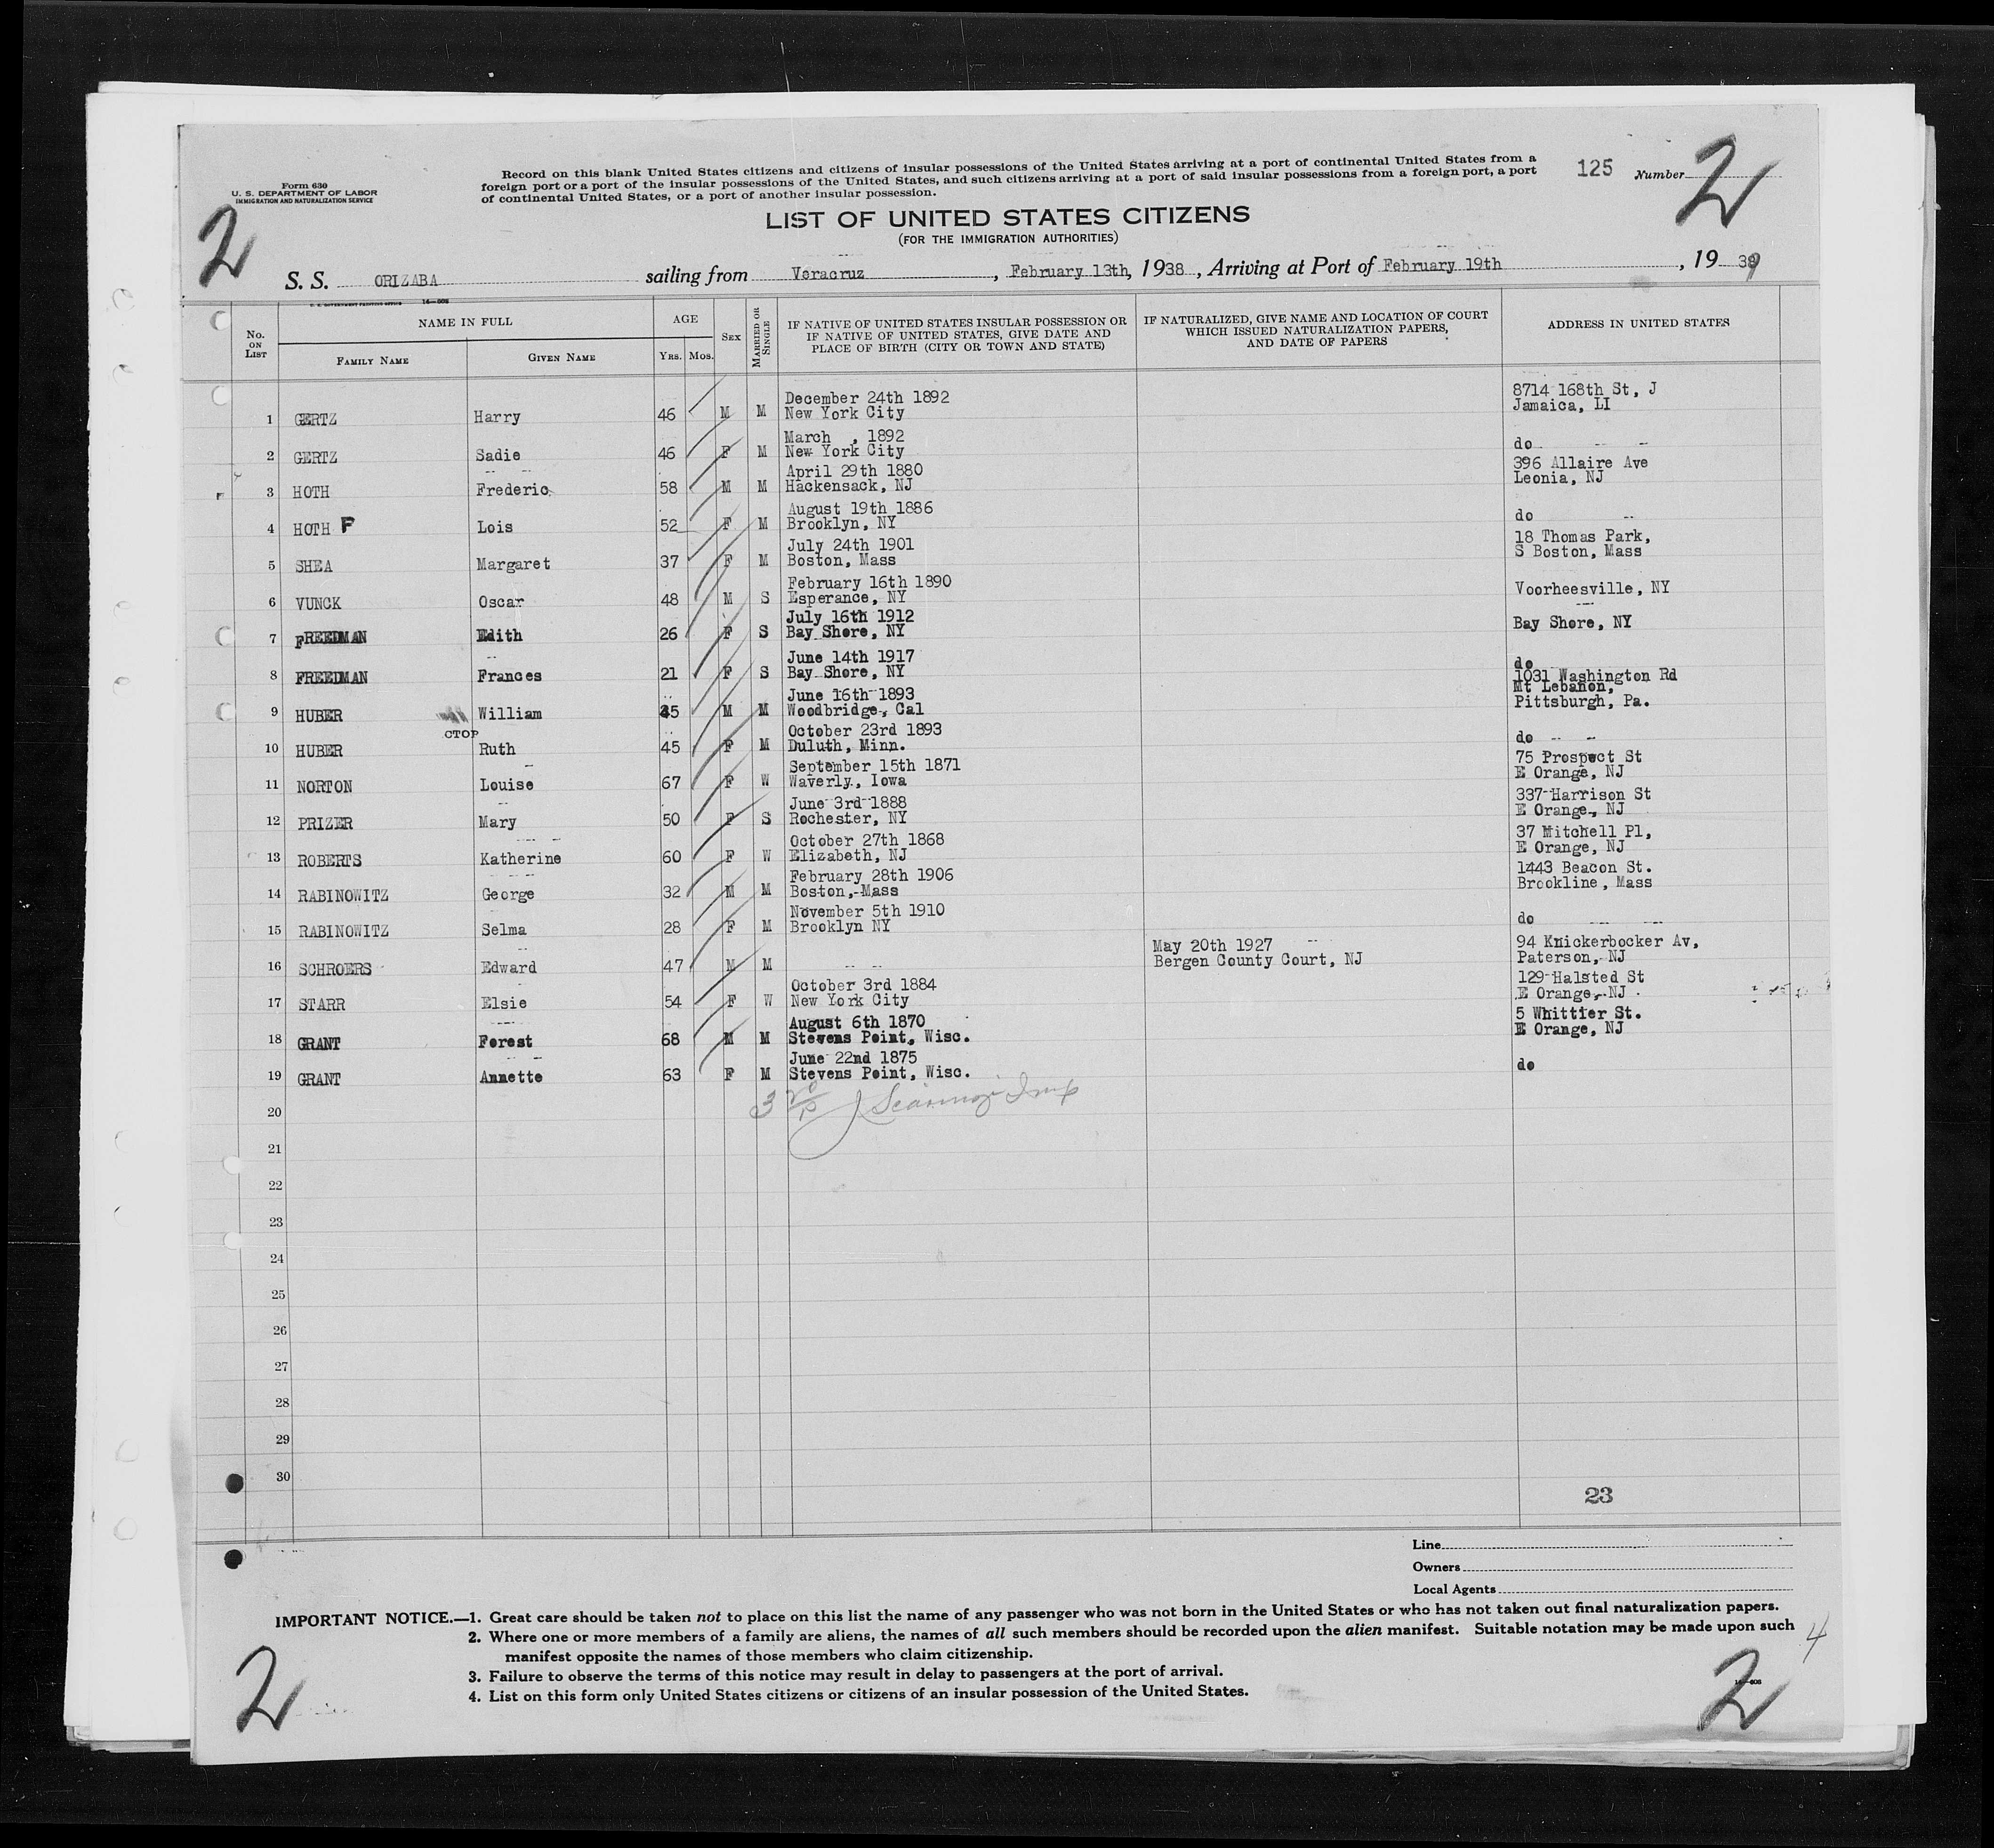 Form 630
U. S. DEPARTMENT OF LABOR
IMMIGRATION AND NATURALIZATION SERVICE
Record on this blank United States citizens and citizens of insular possessions of the United States arriving at a port of continental United States from a
foreign port or a port of the insular possessions of the United States, and such citizens arriving at a port of said insular possessions from a foreign port, a port
of continental United States, or a port of another insular possession.
125 Number 2
2
LIST OF UNITED STATES CITIZENS
(FOR THE IMMIGRATION AUTHORITIES)
S. S. ORIZABA sailing from Veracruz, February 13th, 1938, Arriving at Port of February 19th, 1939
U. S. GOVERNMENT PRINTING OFFICE 14—608
No. ON LIST
NAME IN FULL
FAMILY NAME
GIVEN NAME
AGE
YRS. MOS.
SEX
MARRIED OR SINGLE
IF NATIVE OF UNITED STATES INSULAR POSSESSION OR
IF NATIVE OF UNITED STATES, GIVE DATE AND
PLACE OF BIRTH (CITY OR TOWN AND STATE)
IF NATURALIZED, GIVE NAME AND LOCATION OF COURT
WHICH ISSUED NATURALIZATION PAPERS,
AND DATE OF PAPERS
ADDRESS IN UNITED STATES
December 24th 1892 8714 168th St, J
1 GERTZ Harry 46 M M New York City Jamaica, LI
March , 1892
2 GERTZ Sadie 46 F M New York City do
April 29th 1880 396 Allaire Ave
3 HOTH Frederic 58 M M Hackensack, NJ Leonia, NJ
August 19th 1886
4 HOTH F Lois 52 F M Brooklyn, NY do
July 24th 1901 18 Thomas Park,
5 SHEA Margaret 37 F M Boston, Mass S Boston, Mass
February 16th 1890
6 VUNCK Oscar 48 M S Esperance, NY Voorheesville, NY
July 16th 1912
7 FREEDMAN Edith 26 F S Bay Shore, NY Bay Shore, NY
June 14th 1917
8 FREEDMAN Frances 21 F S Bay Shore, NY do
June 16th 1893 1031 Washington Rd
Mt Lebanon,
9 HUBER William 45 M M Woodbridge, Cal Pittsburgh, Pa.
CTOP
October 23rd 1893
10 HUBER Ruth 45 F M Duluth, Minn. do
September 15th 1871 75 Prospect St
11 NORTON Louise 67 F W Waverly, Iowa E Orange, NJ
June 3rd 1888 337 Harrison St
12 PRIZER Mary 50 F S Rochester, NY E Orange, NJ
October 27th 1868 37 Mitchell Pl,
13 ROBERTS Katherine 60 F W Elizabeth, NJ E Orange, NJ
February 28th 1906 1443 Beacon St.
14 RABINOWITZ George 32 M M Boston, Mass Brookline, Mass
November 5th 1910
15 RABINOWITZ Selma 28 F M Brooklyn NY do
May 20th 1927 94 Knickerbocker Av,
16 SCHROERS Edward 47 M M Bergen County Court, NJ Paterson, NJ
October 3rd 1884 129 Halsted St
17 STARR Elsie 54 F W New York City E Orange, NJ
August 6th 1870 5 Whittier St.
18 GRANT Forest 68 M M Stevens Point, Wisc. E Orange, NJ
June 22nd 1875
19 GRANT Annette 63 F M Stevens Point, Wisc. do
20
21
22
23
24
25
26
27
28
29
30
23
Line
Owners
Local Agents
IMPORTANT NOTICE.—1. Great care should be taken not to place on this list the name of any passenger who was not born in the United States or who has not taken out final naturalization papers.
2. Where one or more members of a family are aliens, the names of all such members should be recorded upon the alien manifest. Suitable notation may be made upon such
manifest opposite the names of those members who claim citizenship.
3. Failure to observe the terms of this notice may result in delay to passengers at the port of arrival.
4. List on this form only United States citizens or citizens of an insular possession of the United States.
4
2
2
14—608